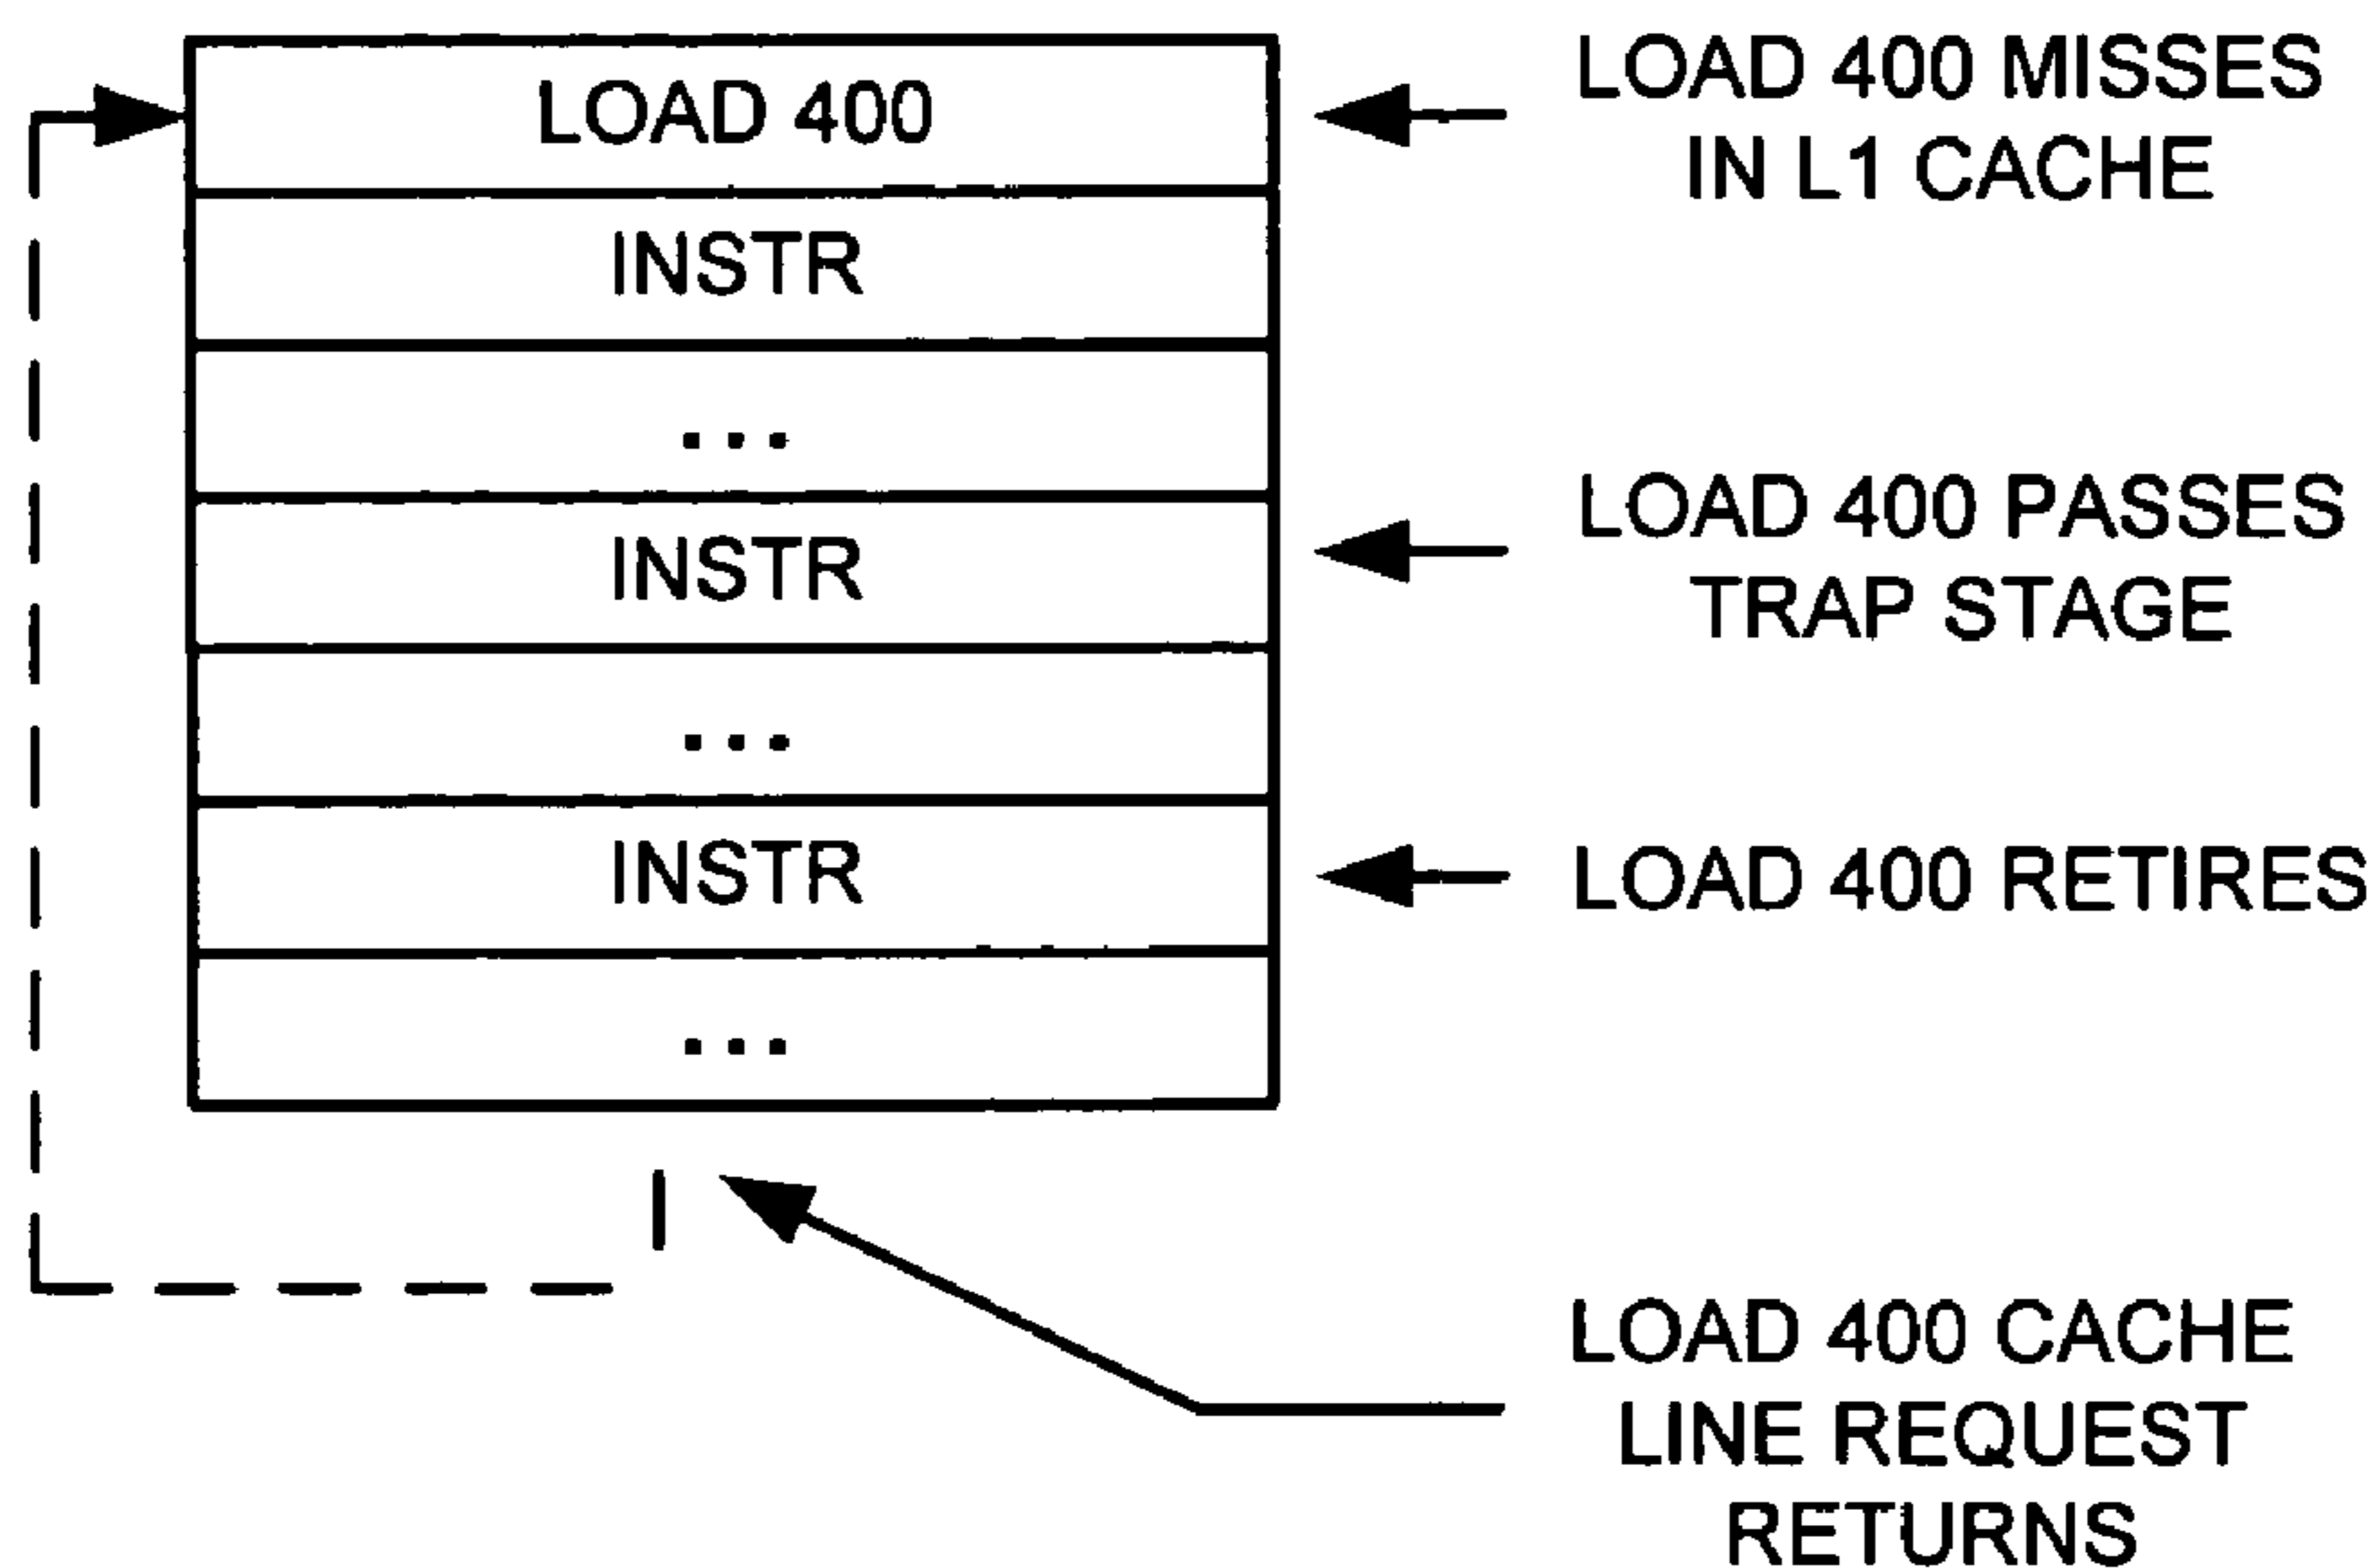 LOAD 400
INSTR
...
INSTR
...
INSTR
...
LOAD 400 MISSES
IN L1 CACHE
LOAD 400 PASSES
TRAP STAGE
LOAD 400 RETIRES
LOAD 400 CACHE
LINE REQUEST
RETURNS